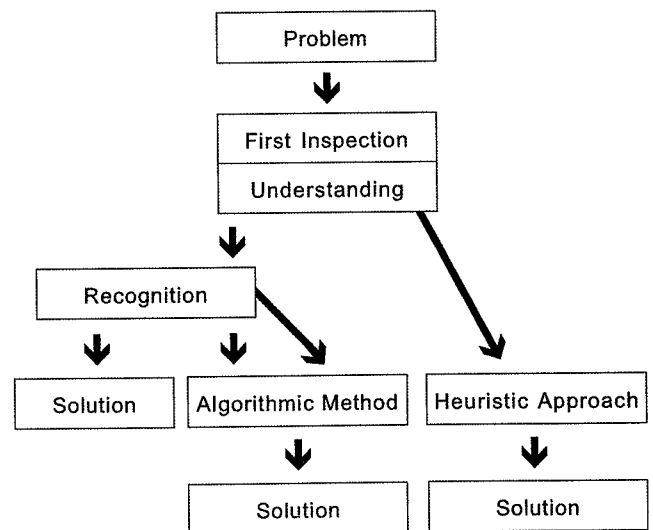 Problem
First Inspection
Understanding
Recognition
Solution
Algorithmic Method
Heuristic Approach
Solution
Solution